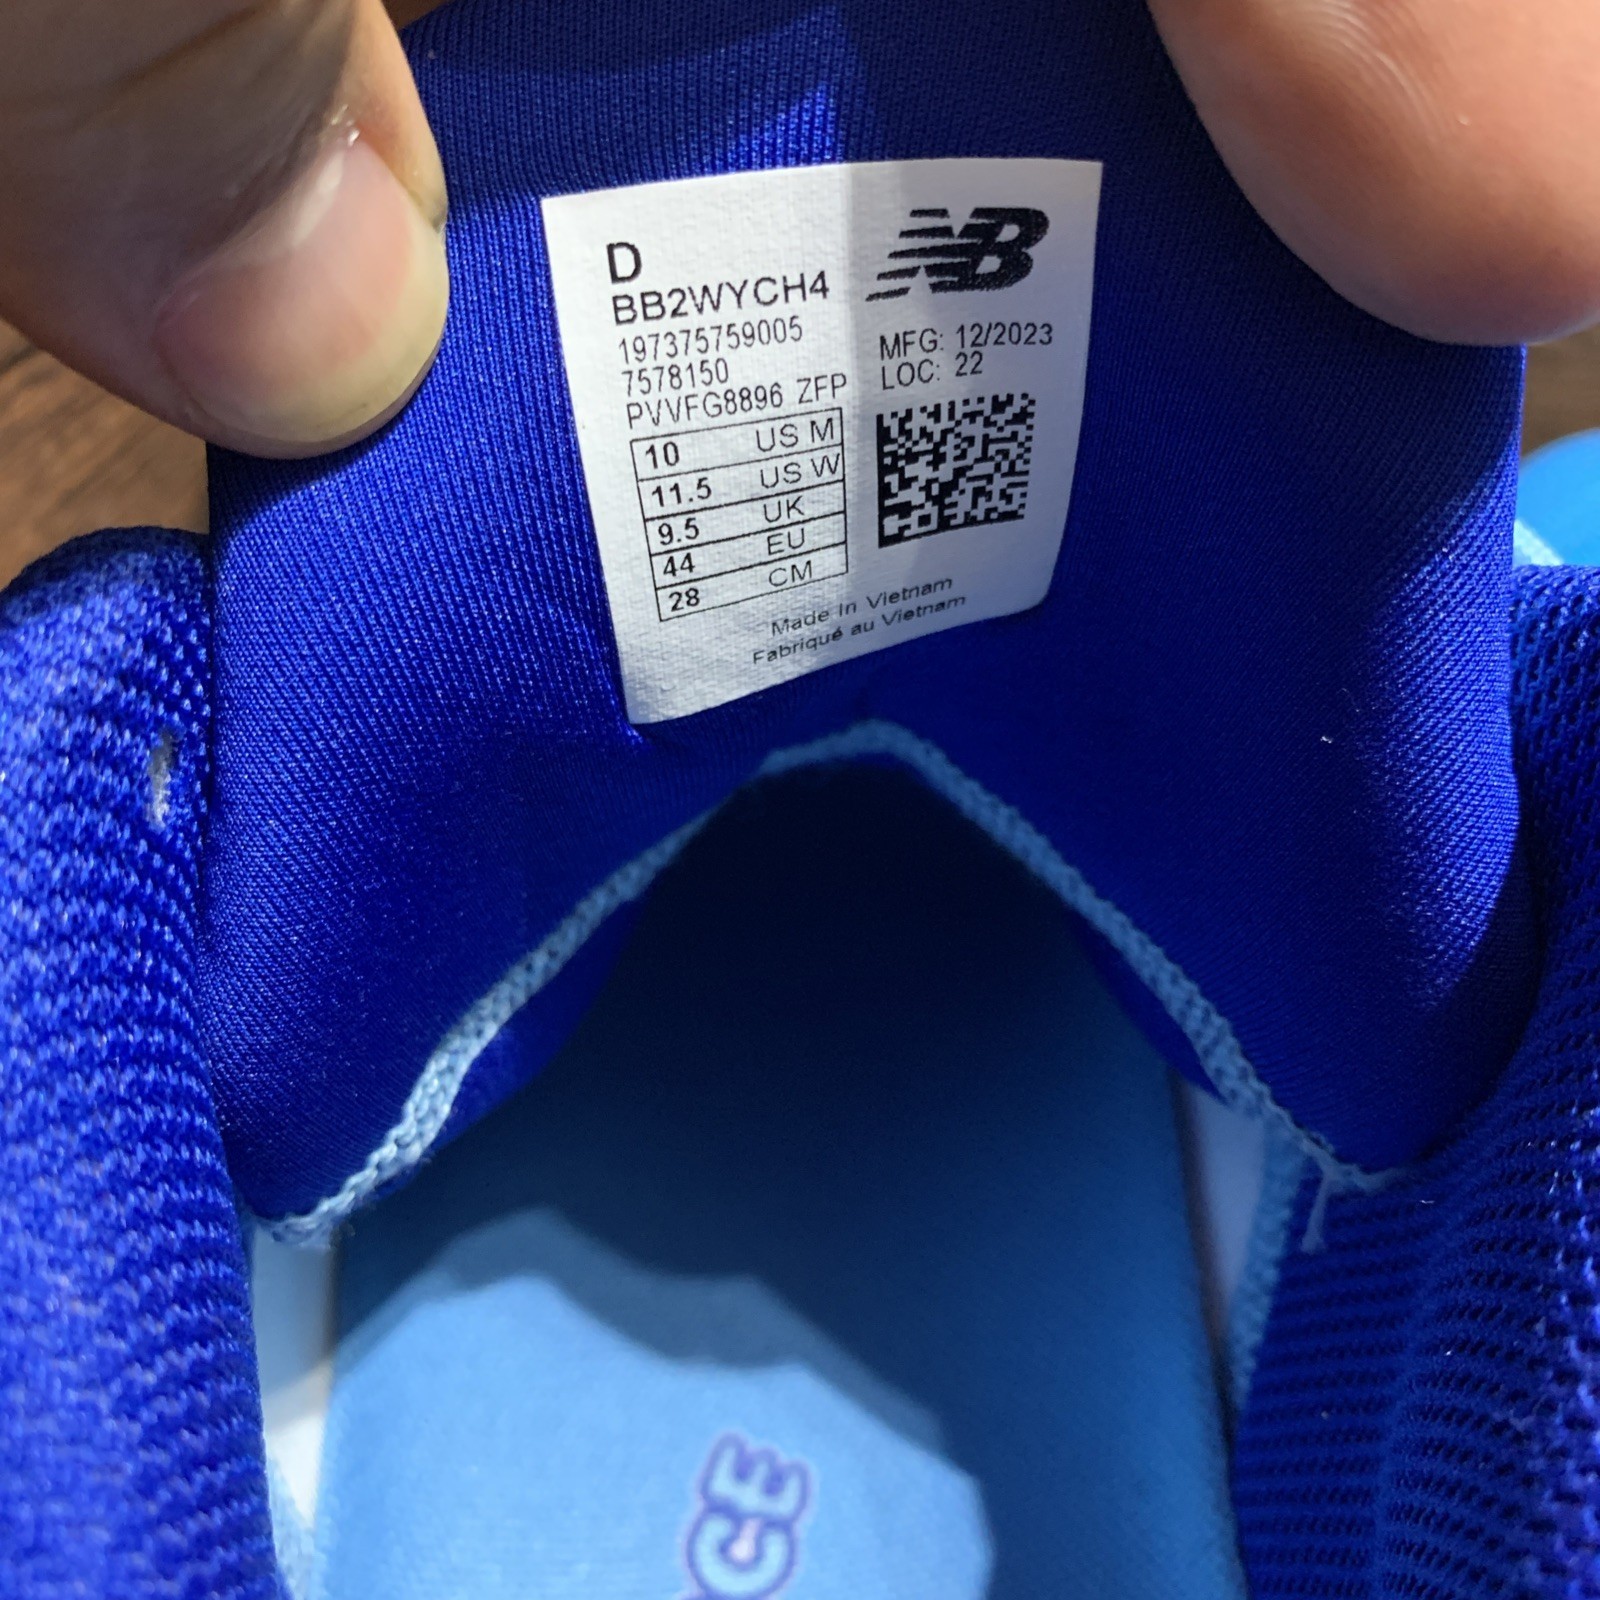 D
BB2WYCH4
197375759005
7578150
PVVFG8896 ZFP
10 US M
11.5 US W
9.5 UK
44 EU
28 CM
NB
MFG: 12/2023
LOC: 22
Made In Vietnam
Fabriqué au Vietnam